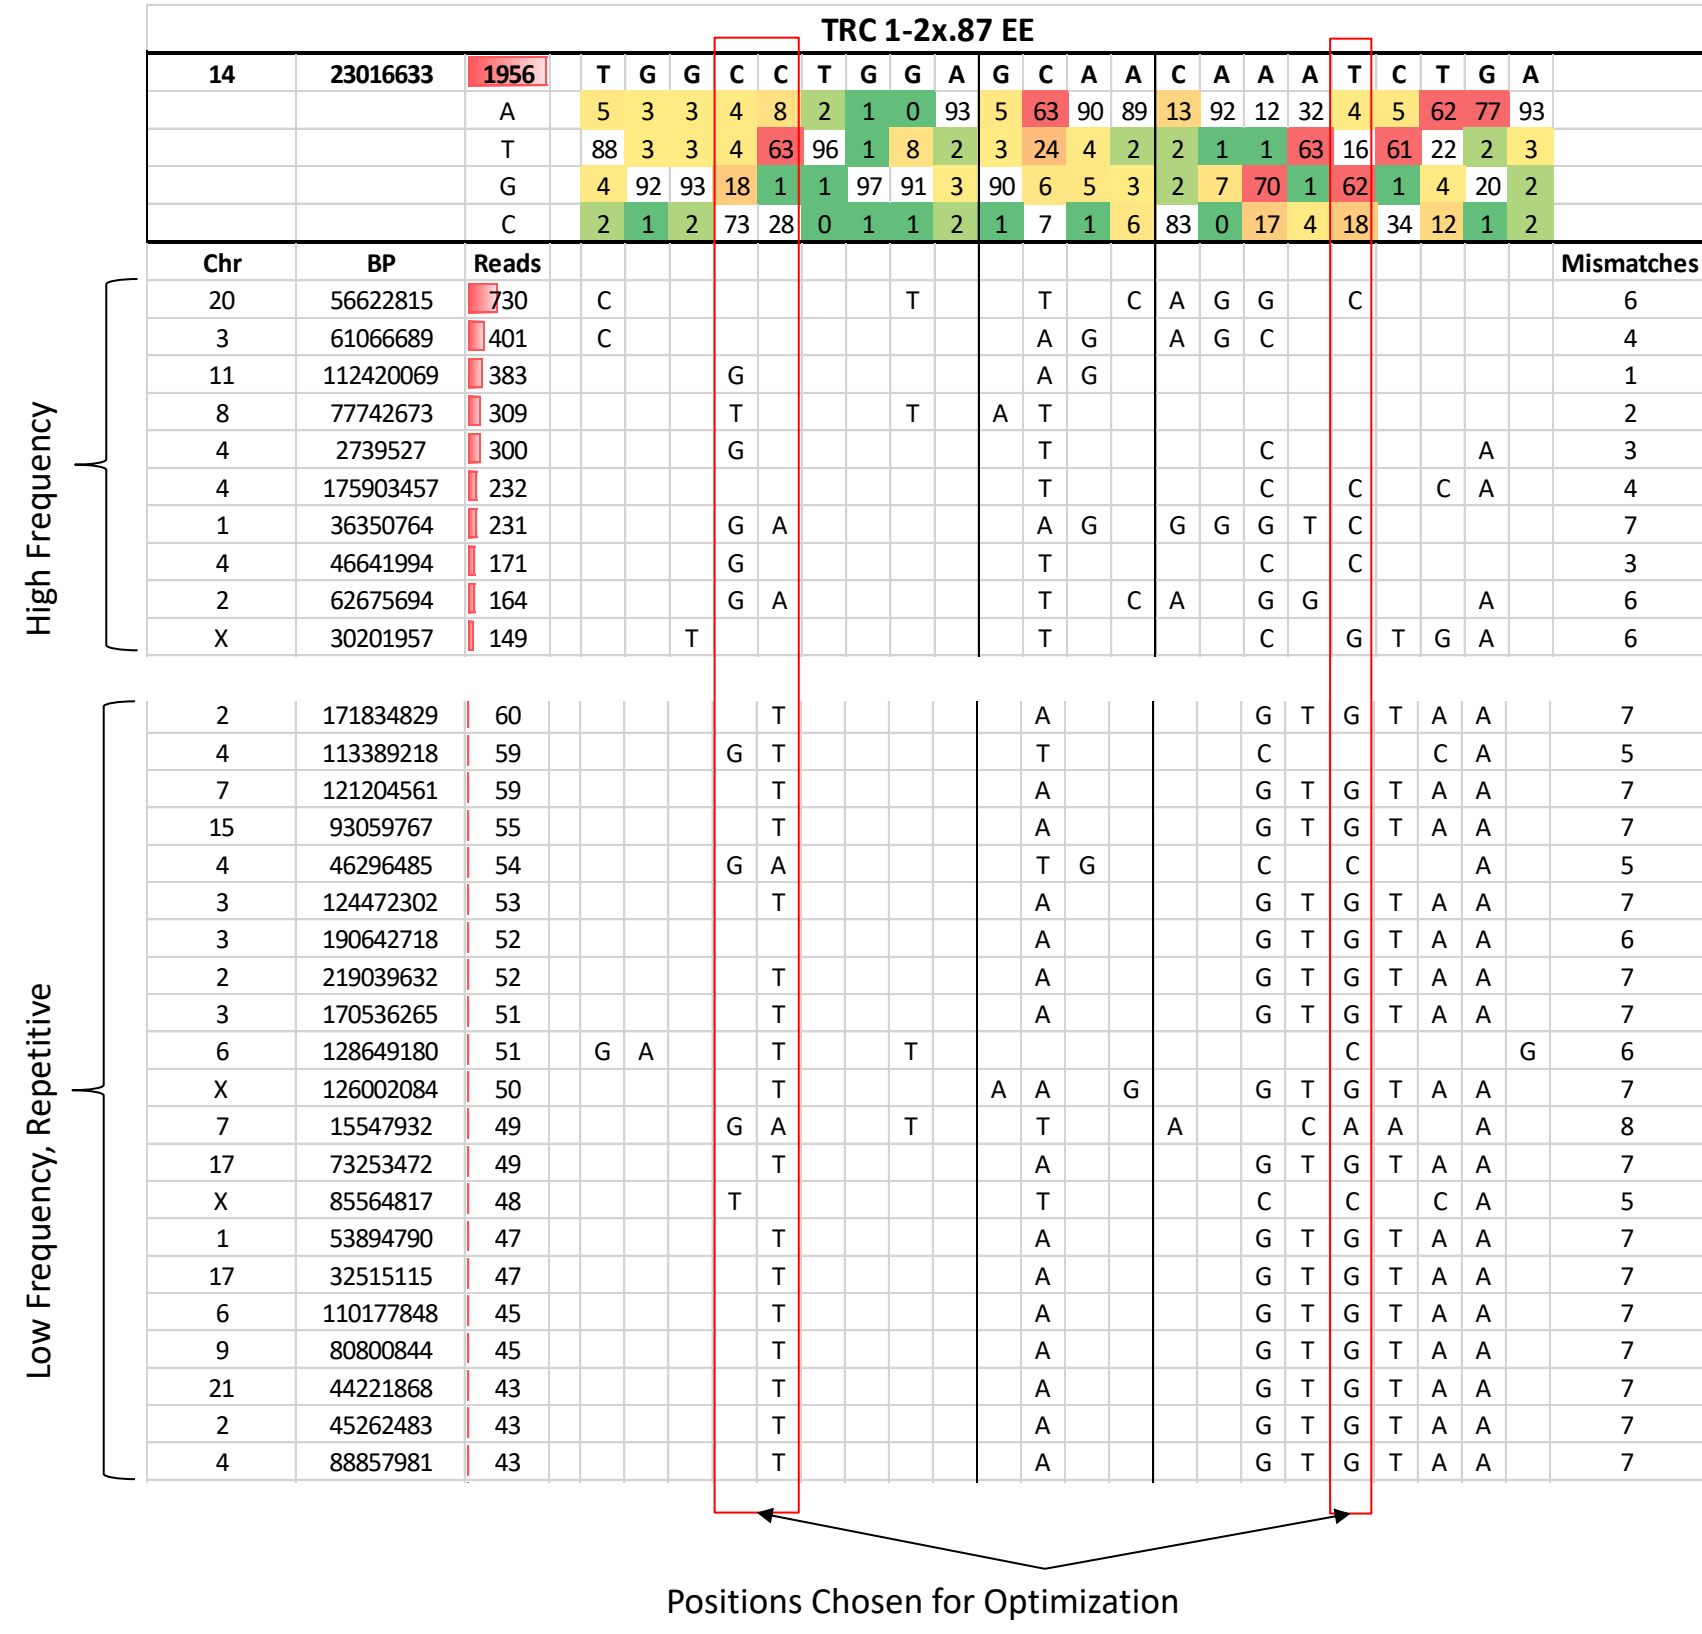 TRC 1-2x.87 EE
14 23016633 1956 T G G C C T G G A G C A A C A A A T C T G A
A 5 3 3 4 8 2 1 0 93 5 63 90 89 13 92 12 32 4 5 62 77 93
T 88 3 3 4 63 96 1 8 2 3 24 4 2 2 1 1 63 16 61 22 2 3
G 4 92 93 18 1 1 97 91 3 90 6 5 3 2 7 70 1 62 1 4 20 2
C 2 1 2 73 28 0 1 1 2 1 7 1 6 83 0 17 4 18 34 12 1 2
Chr BP Reads Mismatches
High Frequency
20 56622815 730 C T T C A G G C 6
3 61066689 401 C A G A G C 4
11 112420069 383 G A G 1
8 77742673 309 T T A T 2
4 2739527 300 G T C A 3
4 175903457 232 T C C C A 4
1 36350764 231 G A A G G G G T C 7
4 46641994 171 G T C C 3
2 62675694 164 G A T C A G G A 6
X 30201957 149 T T C G T G A 6
Low Frequency, Repetitive
2 171834829 60 T A G T G T A A 7
4 113389218 59 G T T C C A 5
7 121204561 59 T A G T G T A A 7
15 93059767 55 T A G T G T A A 7
4 46296485 54 G A T G C C A 5
3 124472302 53 T A G T G T A A 7
3 190642718 52 A G T G T A A 6
2 219039632 52 T A G T G T A A 7
3 170536265 51 T A G T G T A A 7
6 128649180 51 G A T T C G 6
X 126002084 50 T A A G G T G T A A 7
7 15547932 49 G A T T A C A A A 8
17 73253472 49 T A G T G T A A 7
X 85564817 48 T T C C C A 5
1 53894790 47 T A G T G T A A 7
17 32515115 47 T A G T G T A A 7
6 110177848 45 T A G T G T A A 7
9 80800844 45 T A G T G T A A 7
21 44221868 43 T A G T G T A A 7
2 45262483 43 T A G T G T A A 7
4 88857981 43 T A G T G T A A 7
Positions Chosen for Optimization